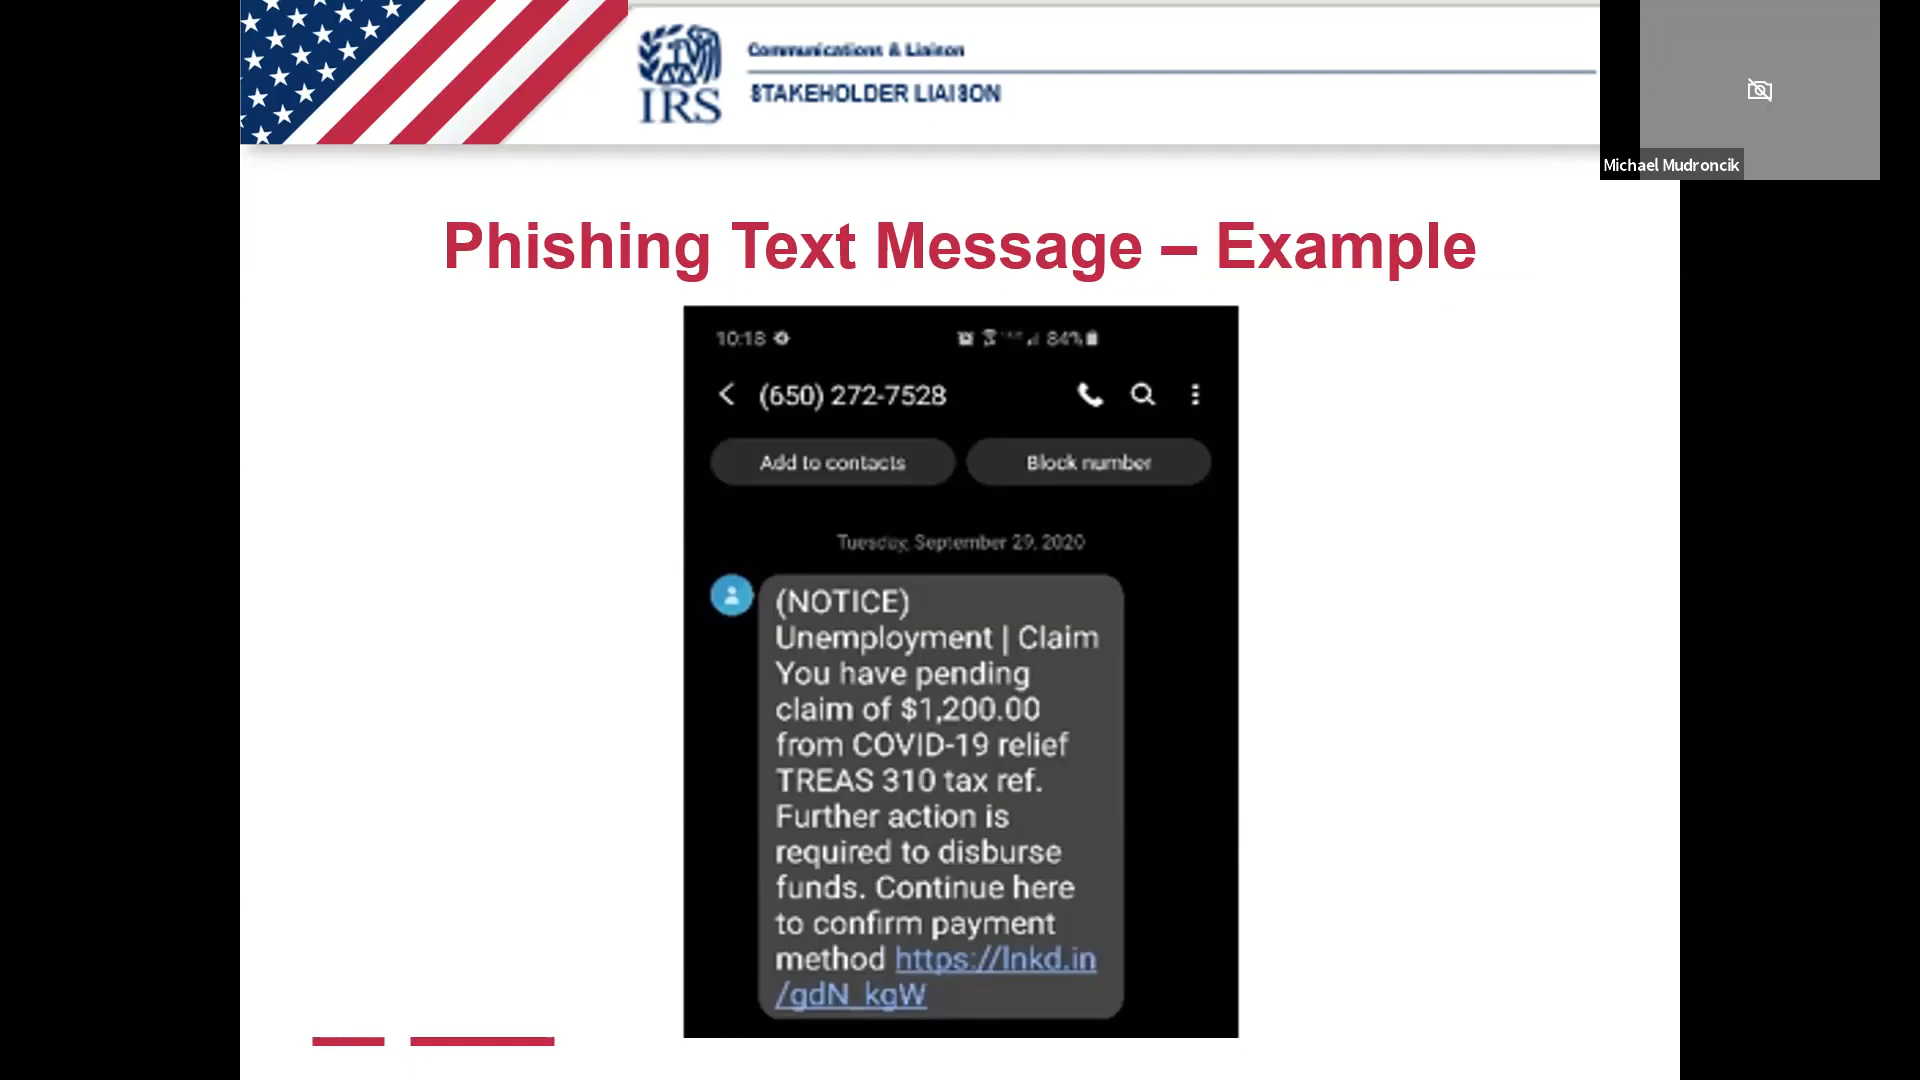 IRS
Communications & Liaison
STAKEHOLDER LIAISON
Michael Mudroncik
Phishing Text Message – Example
10:18
84%
(650) 272-7528
Add to contacts
Block number
Tuesday, September 29, 2020
(NOTICE)
Unemployment | Claim
You have pending
claim of $1,200.00
from COVID-19 relief
TREAS 310 tax ref.
Further action is
required to disburse
funds. Continue here
to confirm payment
method https://lnkd.in
/gdN_kgW